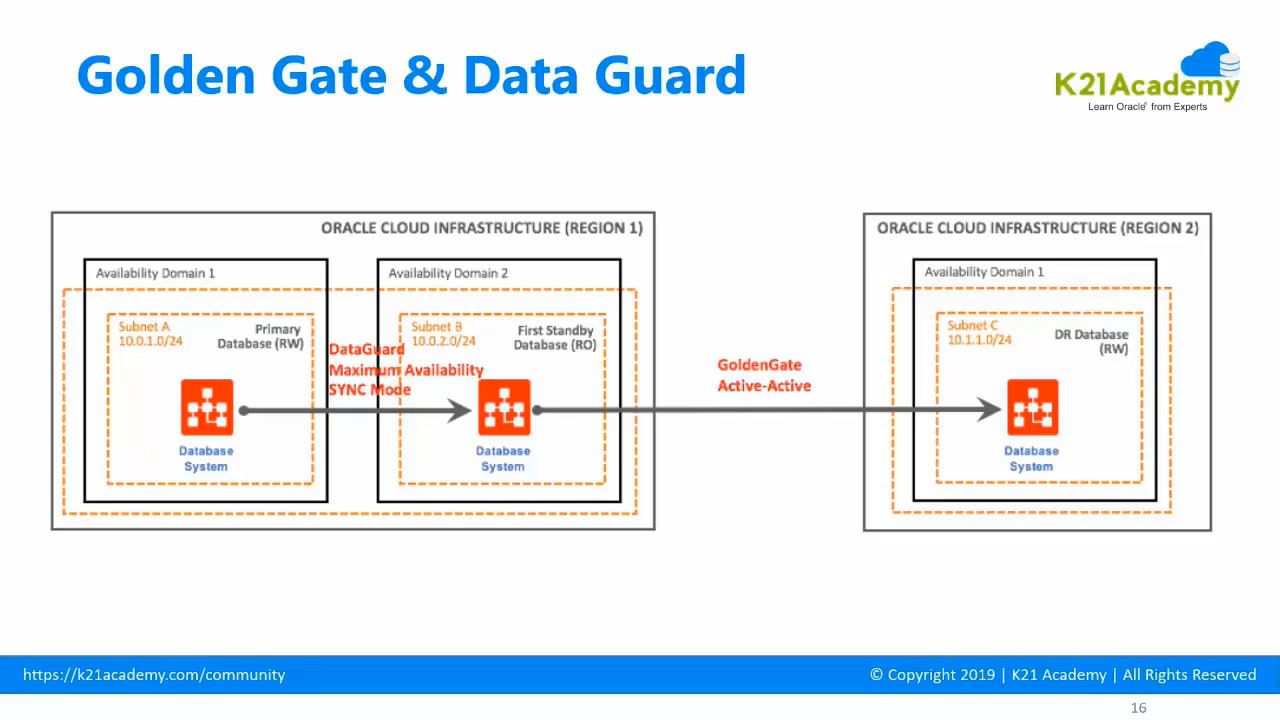 Golden Gate & Data Guard
K21Academy
Learn Oracle' from Experts
ORACLE CLOUD INFRASTRUCTURE (REGION 1)
Availability Domain 1
Subnet A
10.0.1.0/24
Primary
Database (RW)
Database
System
DataGuard
Maximum Availability
SYNC Mode
Availability Domain 2
Subnet B
10.0.2.0/24
First Standby
Database (RO)
Database
System
GoldenGate
Active-Active
ORACLE CLOUD INFRASTRUCTURE (REGION 2)
Availability Domain 1
Subnet C
10.1.1.0/24
DR Database
(RW)
Database
System
https://k21academy.com/community
© Copyright 2019 | K21 Academy | All Rights Reserved
16